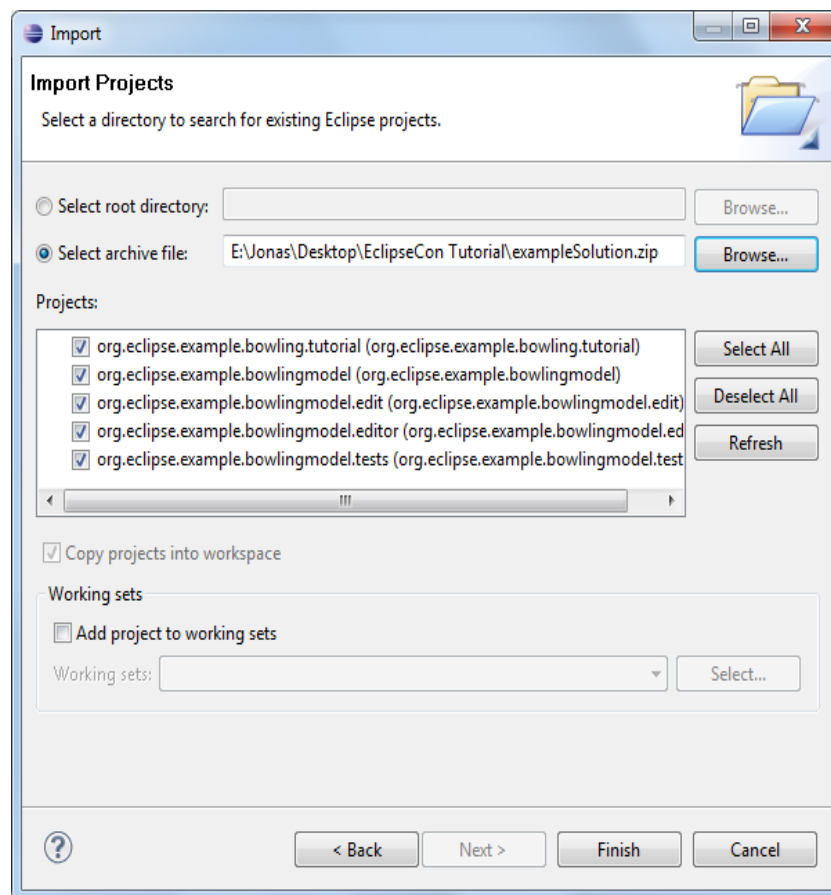 Import
Import Projects
Select a directory to search for existing Eclipse projects.
Select root directory:
Browse...
Select archive file:
E:\Jonas\Desktop\EclipseCon Tutorial\exampleSolution.zip
Browse...
Projects:
org.eclipse.example.bowling.tutorial (org.eclipse.example.bowling.tutorial)
org.eclipse.example.bowlingmodel (org.eclipse.example.bowlingmodel)
org.eclipse.example.bowlingmodel.edit (org.eclipse.example.bowlingmodel.edit)
org.eclipse.example.bowlingmodel.editor (org.eclipse.example.bowlingmodel.ed
org.eclipse.example.bowlingmodel.tests (org.eclipse.example.bowlingmodel.test
Select All
Deselect All
Refresh
Copy projects into workspace
Working sets
Add project to working sets
Working sets:
Select...
?
< Back
Next >
Finish
Cancel